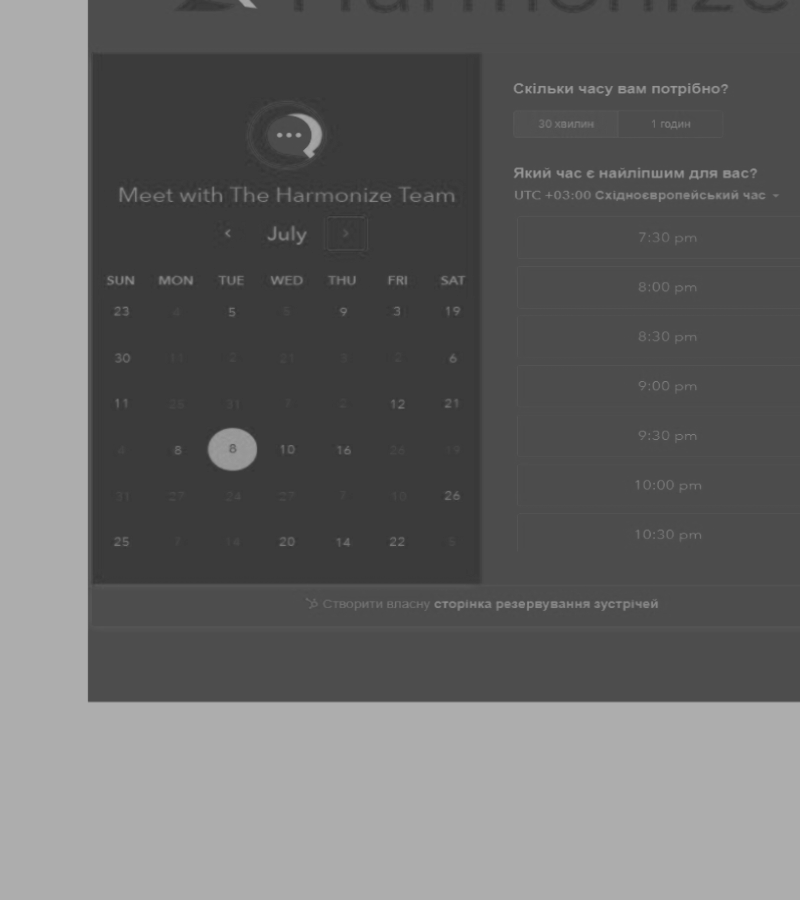 Harmonize
Meet with The Harmonize Team
July
SUN MON TUE WED THU FRI SAT
23 4 5 5 9 3 19
30 11 2 21 3 2 6
11 26 31 7 2 12 21
4 8 8 10 16 26 19
31 27 24 27 7 10 26
25 7 14 20 14 22 5
Скільки часу вам потрібно?
30 хвилин 1 годин
Який час є найліпшим для вас?
UTC +03:00 Східноєвропейський час
7:30 pm
8:00 pm
8:30 pm
9:00 pm
9:30 pm
10:00 pm
10:30 pm
Створити власну сторінка резервування зустрічей